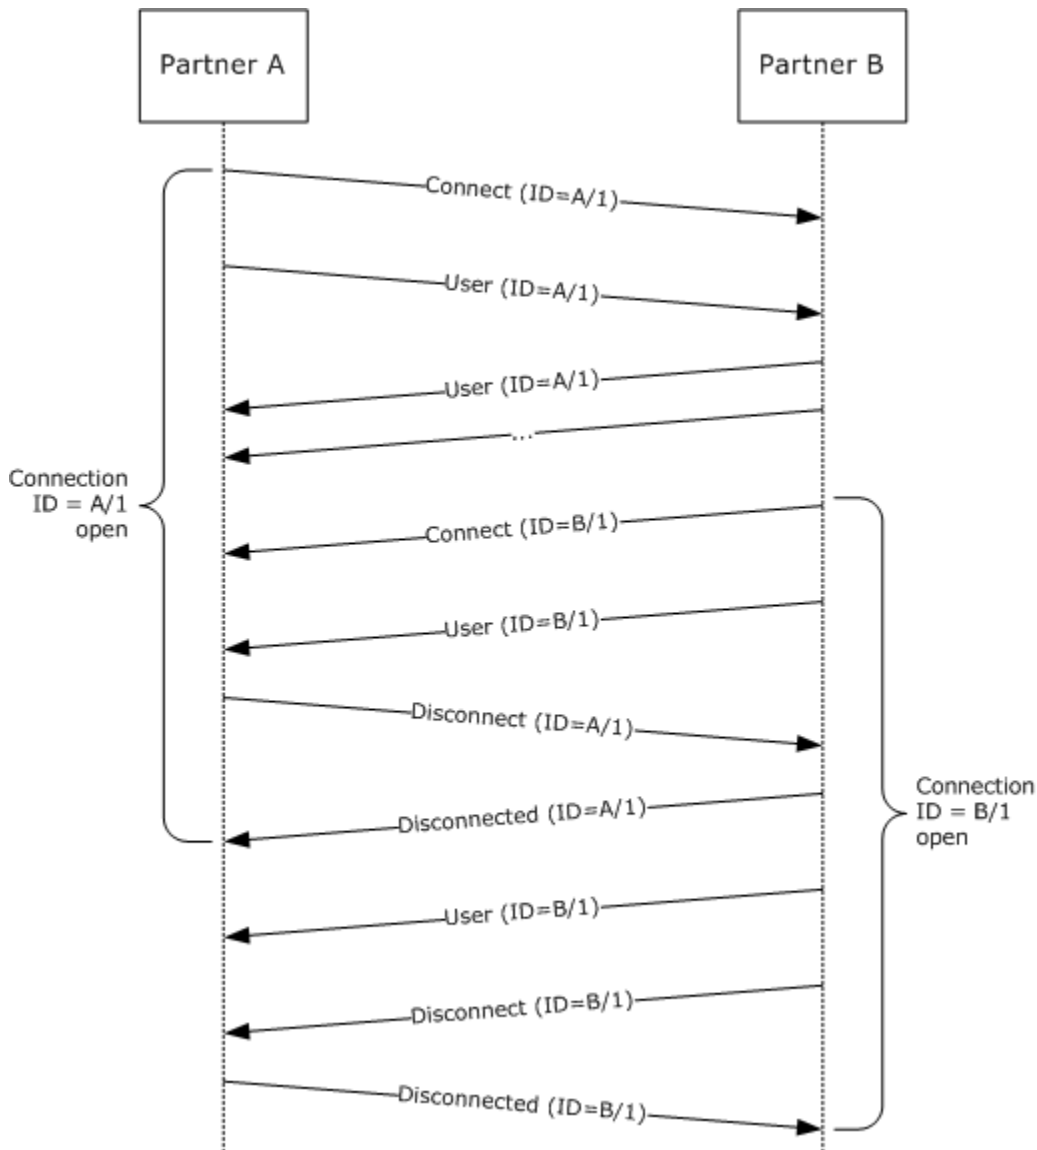 Partner A
Partner B
Connect (ID=A/1)
User (ID=A/1)
User (ID=A/1)
...
Connection
ID = A/1
open
Connect (ID=B/1)
User (ID=B/1)
Disconnect (ID=A/1)
Connection
ID = B/1
open
Disconnected (ID=A/1)
User (ID=B/1)
Disconnect (ID=B/1)
Disconnected (ID=B/1)